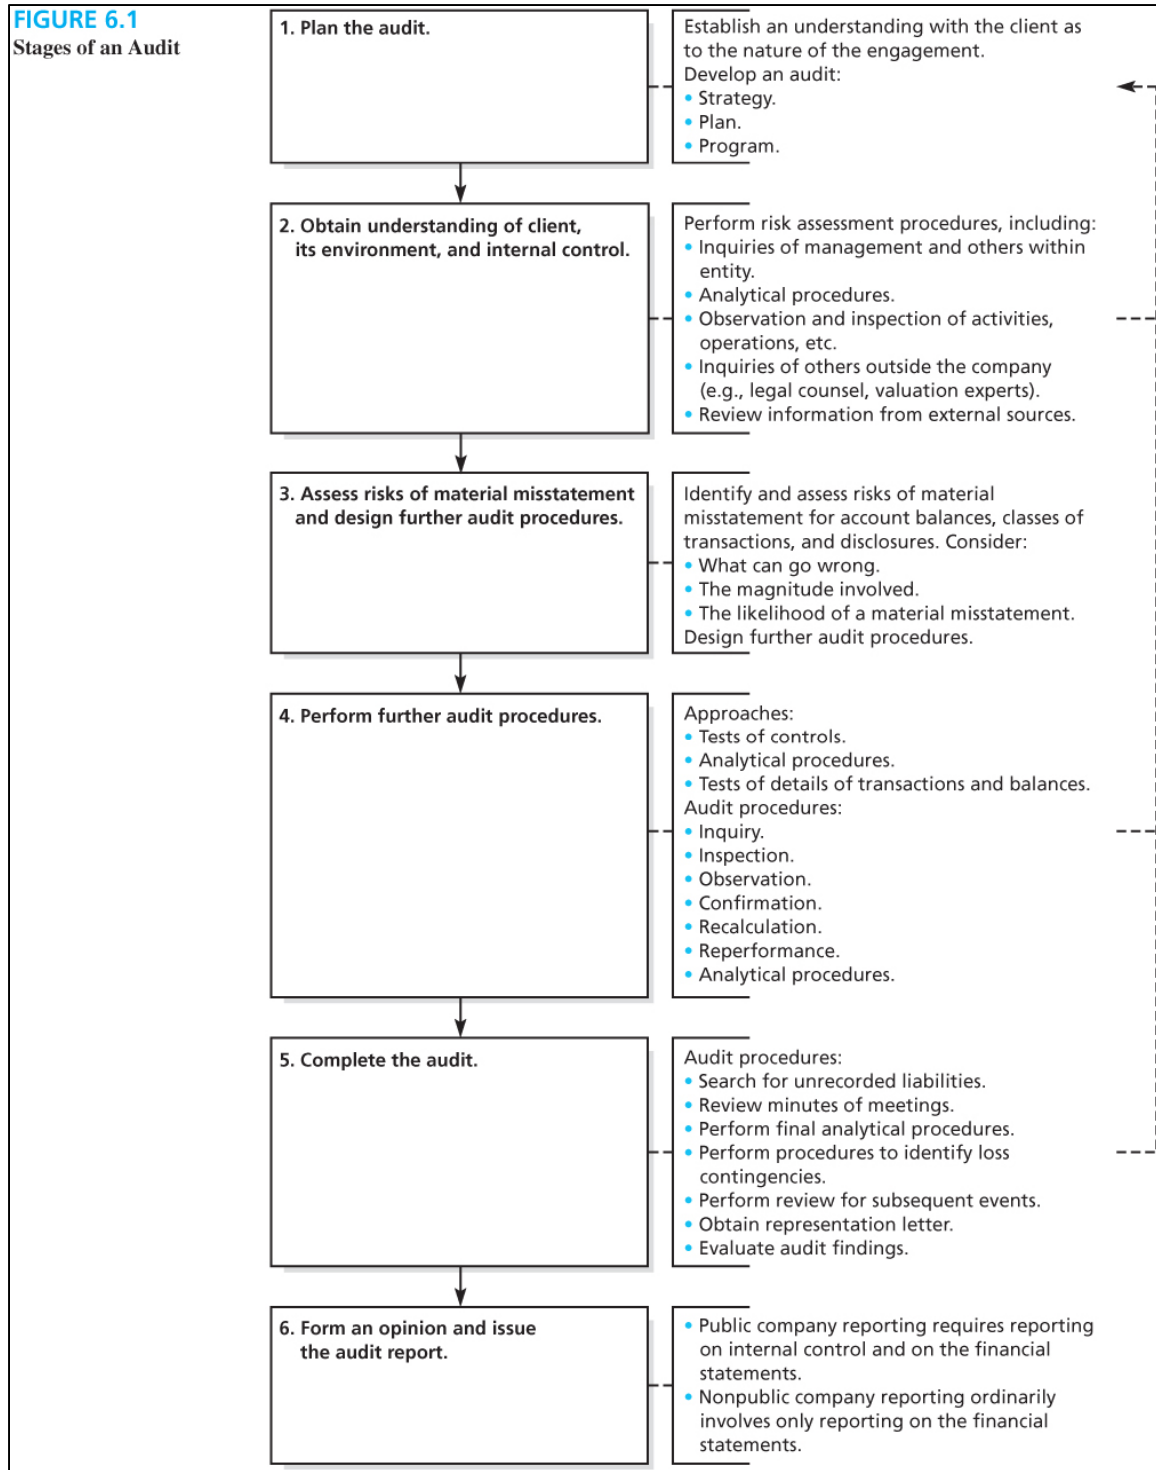 FIGURE 6.1
Stages of an Audit
1. Plan the audit.
Establish an understanding with the client as
to the nature of the engagement.
Develop an audit:
• Strategy.
• Plan.
• Program.
2. Obtain understanding of client,
its environment, and internal control.
Perform risk assessment procedures, including:
• Inquiries of management and others within
entity.
• Analytical procedures.
• Observation and inspection of activities,
operations, etc.
• Inquiries of others outside the company
(e.g., legal counsel, valuation experts).
• Review information from external sources.
3. Assess risks of material misstatement
and design further audit procedures.
Identify and assess risks of material
misstatement for account balances, classes of
transactions, and disclosures. Consider:
• What can go wrong.
• The magnitude involved.
• The likelihood of a material misstatement.
Design further audit procedures.
4. Perform further audit procedures.
Approaches:
• Tests of controls.
• Analytical procedures.
• Tests of details of transactions and balances.
Audit procedures:
• Inquiry.
• Inspection.
• Observation.
• Confirmation.
• Recalculation.
• Reperformance.
• Analytical procedures.
5. Complete the audit.
Audit procedures:
• Search for unrecorded liabilities.
• Review minutes of meetings.
• Perform final analytical procedures.
• Perform procedures to identify loss
contingencies.
• Perform review for subsequent events.
• Obtain representation letter.
• Evaluate audit findings.
6. Form an opinion and issue
the audit report.
• Public company reporting requires reporting
on internal control and on the financial
statements.
• Nonpublic company reporting ordinarily
involves only reporting on the financial
statements.